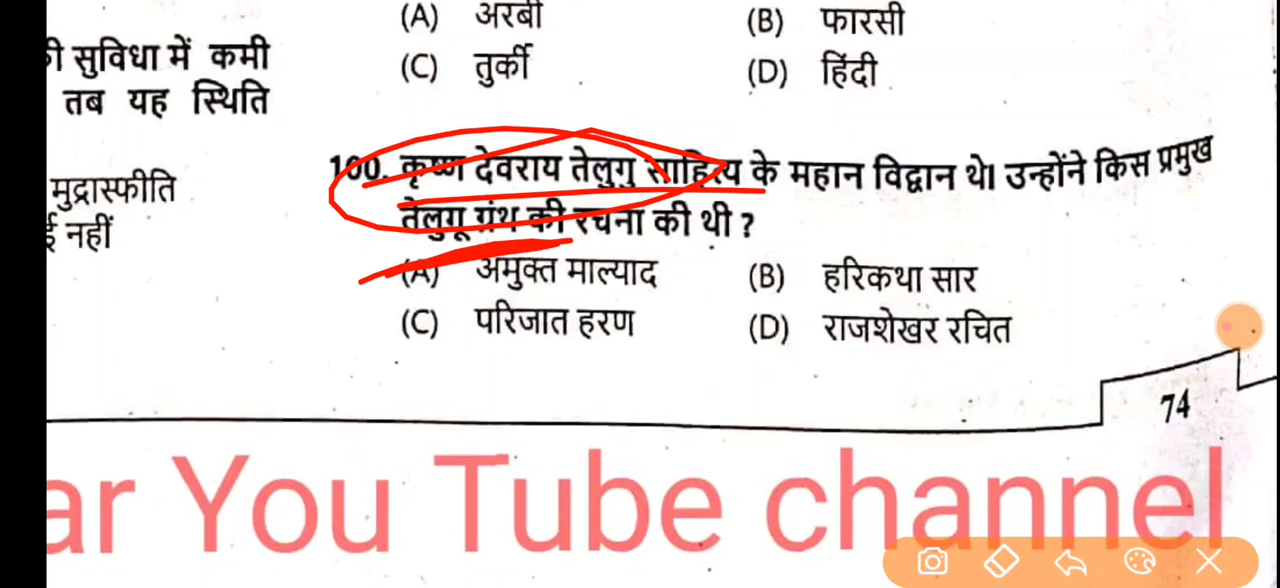 (A) अरबी (B) फारसी
ी सुविधा में कमी
(C) तुर्की (D) हिंदी
तब यह स्थिति
100. कृष्ण देवराय तेलुगु साहित्य के महान विद्वान थे। उन्होंने किस प्रमुख
मुद्रास्फीति
तेलुगू ग्रंथ की रचना की थी ?
ई नहीं
(A) अमुक्त माल्याद (B) हरिकथा सार
(C) परिजात हरण (D) राजशेखर रचित
74
ar You Tube channel